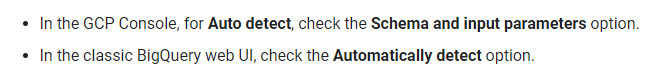 • In the GCP Console, for Auto detect, check the Schema and input parameters option.
• In the classic BigQuery web UI, check the Automatically detect option.